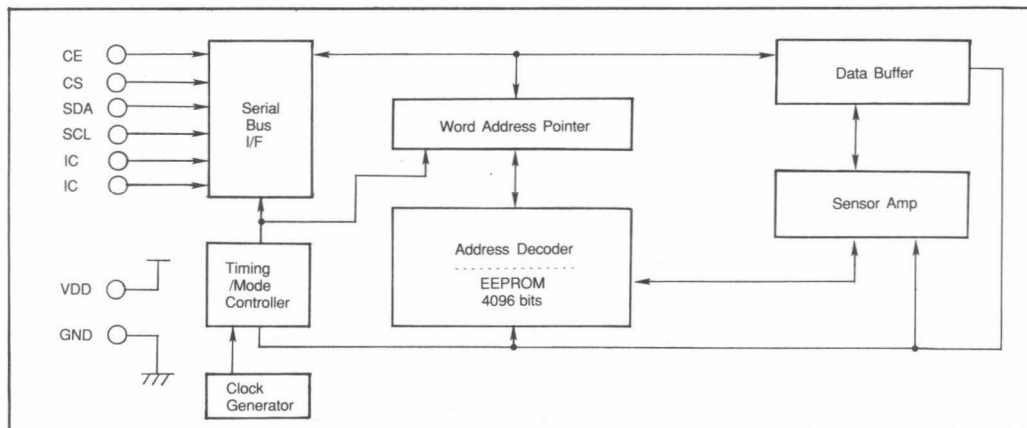 CE
CS
SDA
SCL
IC
IC
VDD
GND
Serial
Bus
I/F
Timing
/Mode
Controller
Clock
Generator
Word Address Pointer
Address Decoder
EEPROM
4096 bits
Data Buffer
Sensor Amp